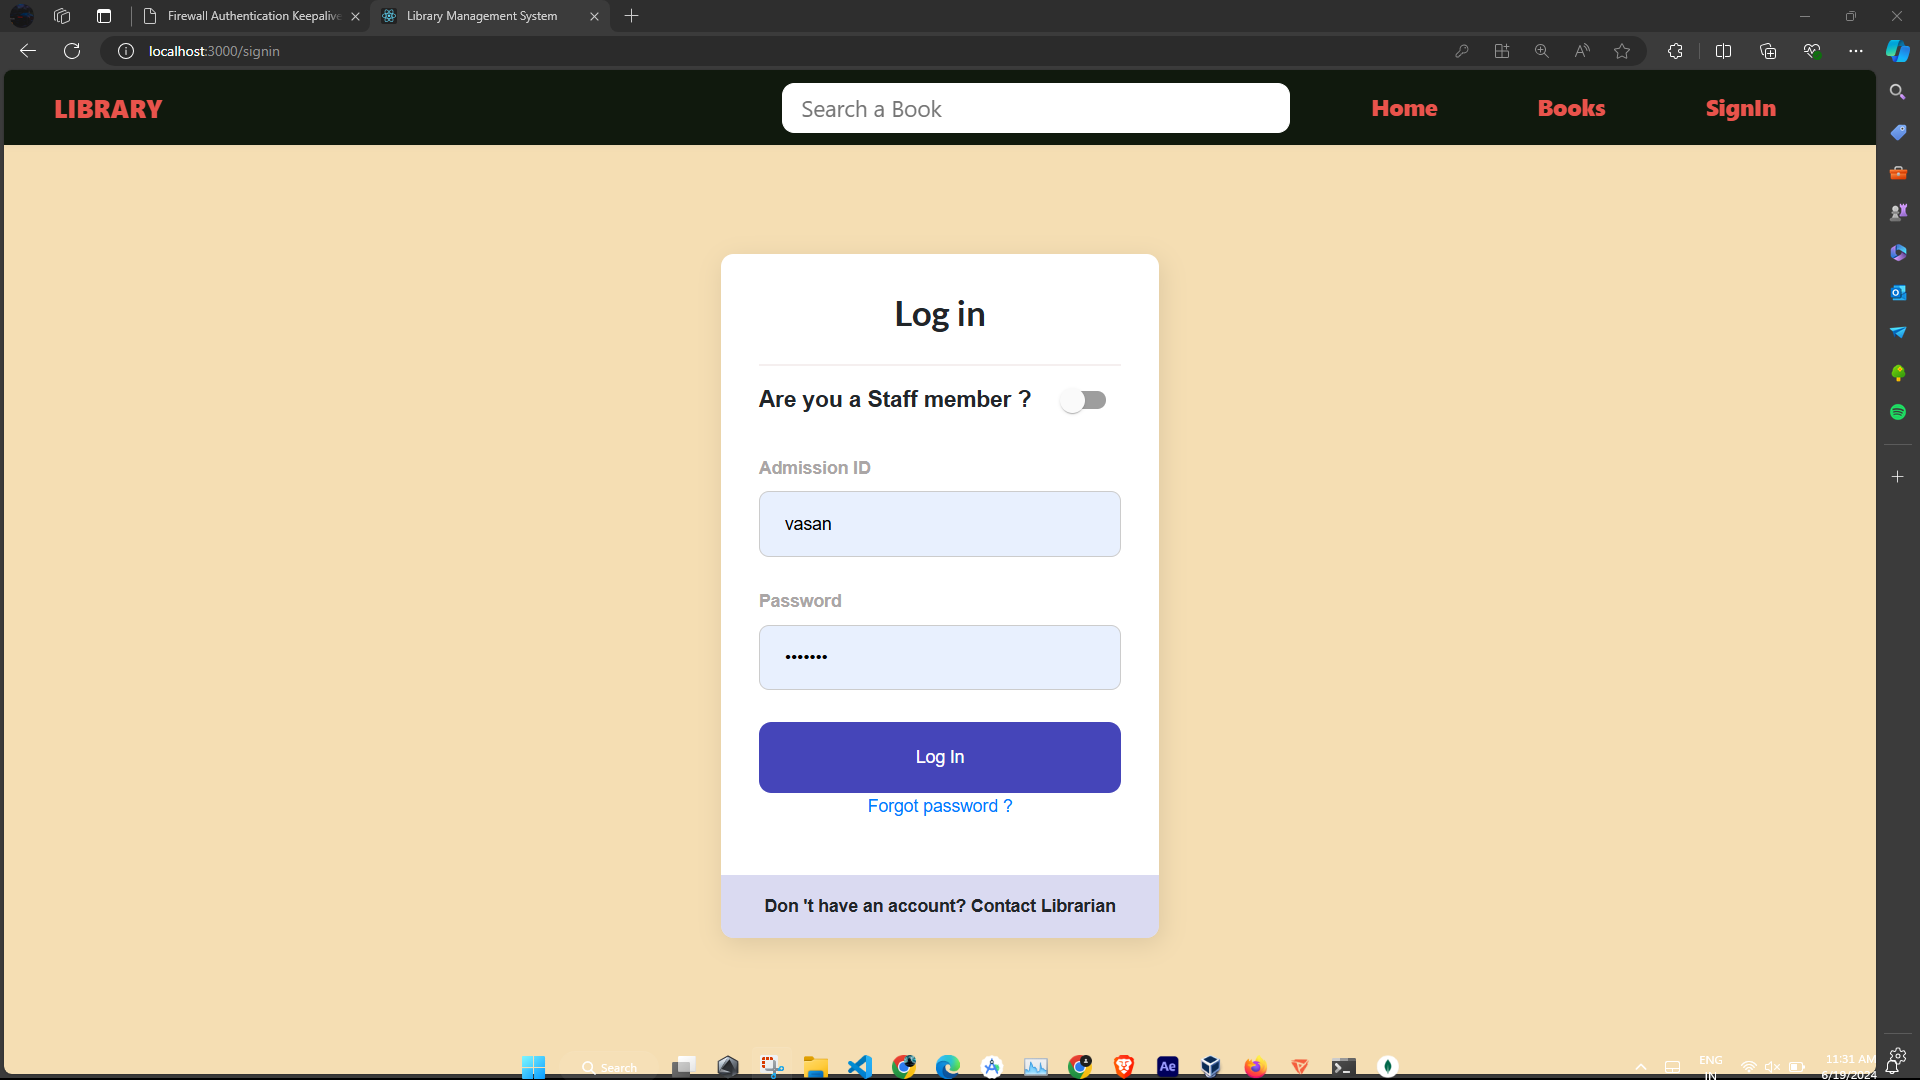 Firewall Authentication Keepalive
Library Management System
localhost:3000/signin
LIBRARY
Search a Book
Home
Books
SignIn
Log in
Are you a Staff member ?
Admission ID
vasan
Password
•••••••
Log In
Forgot password ?
Don 't have an account? Contact Librarian
Search
Ae
ENG
IN
11:31 AM
6/19/2024